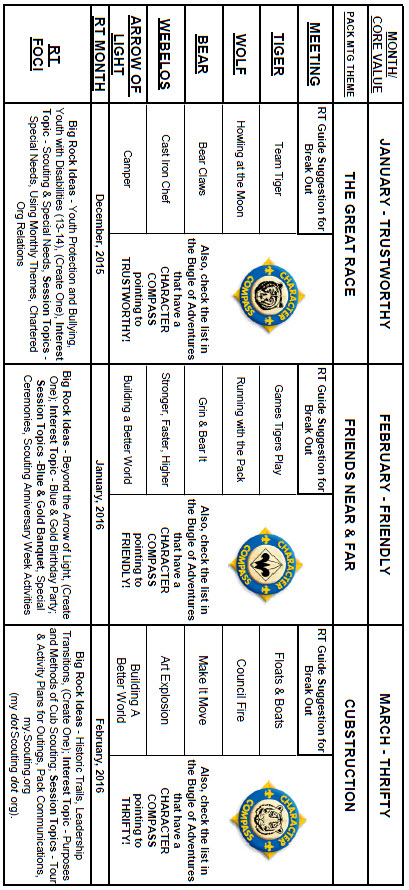 MONTH/
CORE VALUE
JANUARY - TRUSTWORTHY
FEBRUARY - FRIENDLY
MARCH - THRIFTY
PACK MTG THEME
THE GREAT RACE
FRIENDS NEAR & FAR
CUBSTRUCTION
MEETING
RT Guide Suggestion for
Break Out
RT Guide Suggestion for
Break Out
RT Guide Suggestion for
Break Out
TIGER
Team Tiger
Games Tigers Play
Floats & Boats
WOLF
Howling at the Moon
Running with the Pack
Council Fire
BEAR
Bear Claws
Grin & Bear It
Make It Move
WEBELOS
Cast Iron Chef
Stronger, Faster, Higher
Art Explosion
ARROW OF
LIGHT
Camper
Building a Better World
Building A
Better World
CHARACTER
COMPASS
Also, check the list in
the Bugle of Adventures
that have a
CHARACTER
COMPASS
pointing to
TRUSTWORTHY!
CHARACTER
COMPASS
Also, check the list in
the Bugle of Adventures
that have a
CHARACTER
COMPASS
pointing to
FRIENDLY!
CHARACTER
COMPASS
Also, check the list in
the Bugle of Adventures
that have a
CHARACTER
COMPASS
pointing to
THRIFTY!
RT MONTH
December, 2015
January, 2016
February, 2016
RT
FOCI
Big Rock Ideas - Youth Protection and Bullying,
Youth with Disabilities (13-14), (Create One), Interest
Topic - Scouting & Special Needs, Session Topics -
Special Needs, Using Monthly Themes, Chartered
Org Relations
Big Rock Ideas - Beyond the Arrow of Light, (Create
One); Interest Topic - Blue & Gold Birthday Party;
Session Topics -Blue & Gold Banquet, Special
Ceremonies, Scouting Anniversary Week Activities
Big Rock Ideas - Historic Trails, Leadership
Transitions, (Create One); Interest Topic - Purposes
and Methods of Cub Scouting; Session Topics - Tour
& Activity Plans for Outings, Pack Communications,
my.Scouting.org
(my dot Scouting dot org).